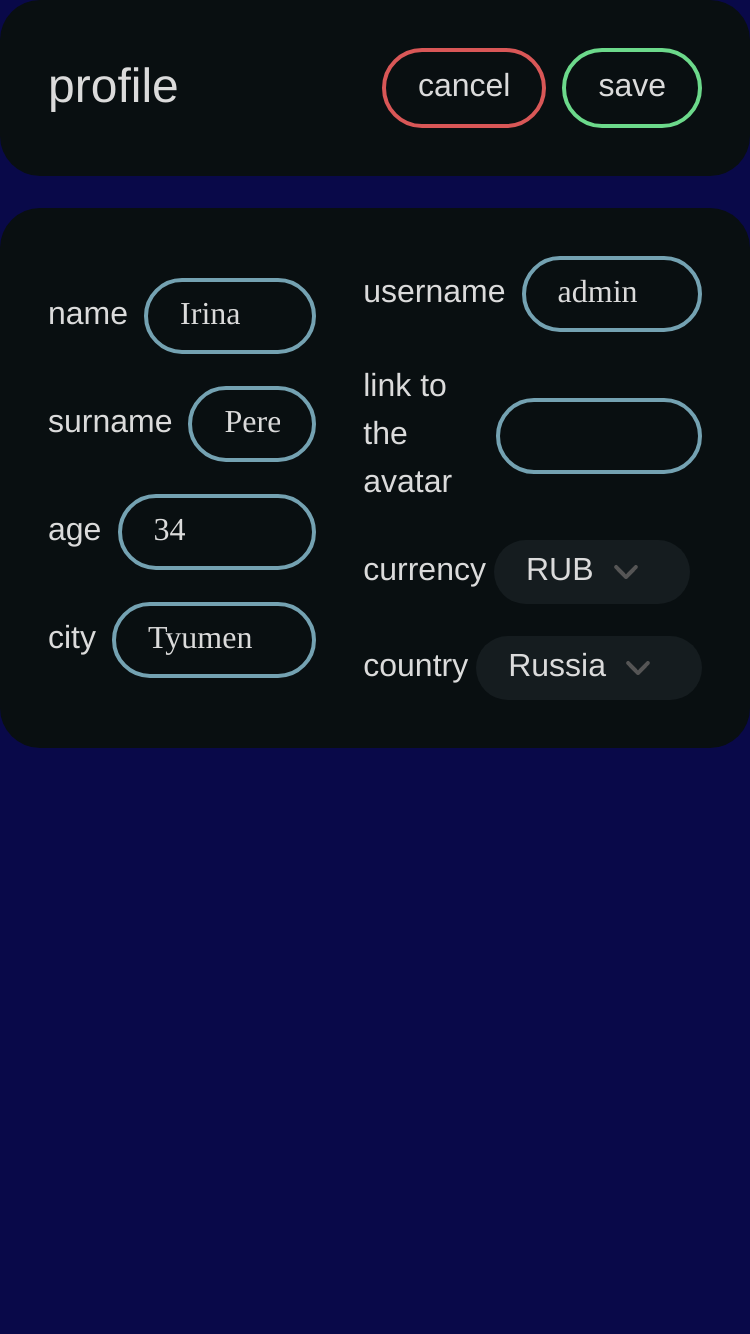 profile
cancel
save
name
Irina
surname
Pere
age
34
city
Tyumen
username
admin
link to
the
avatar
currency
RUB
country
Russia